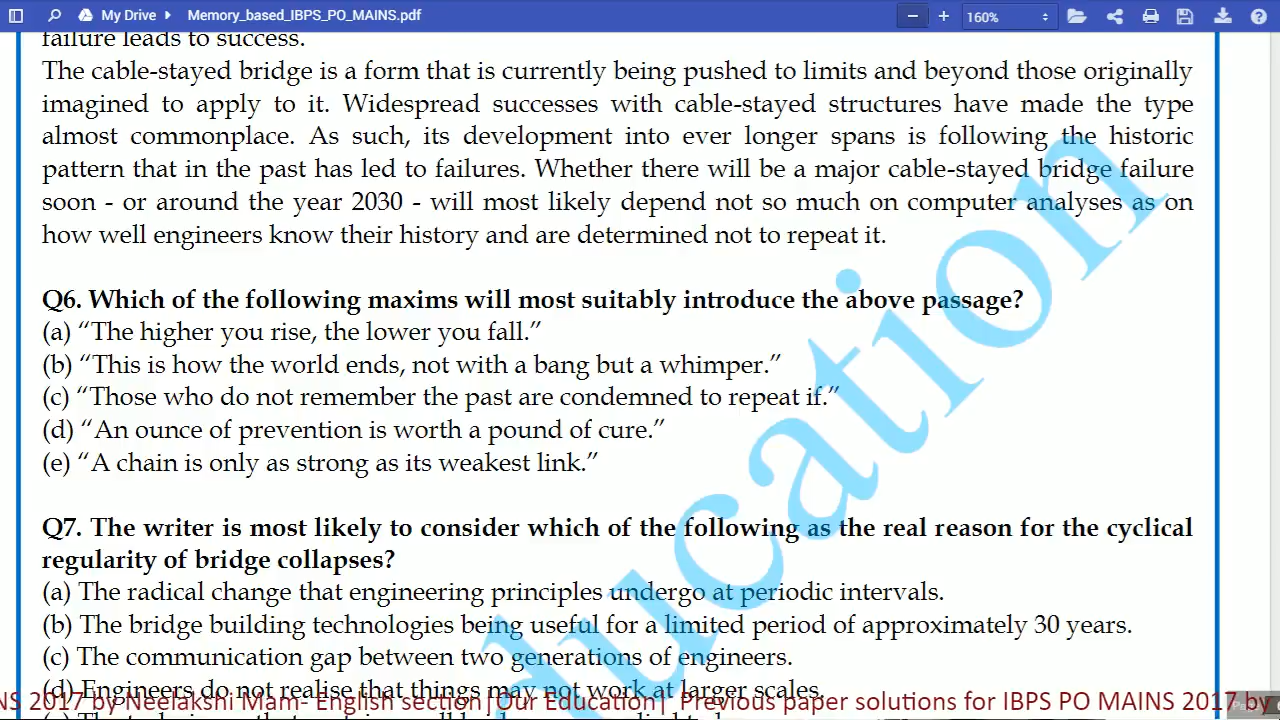 My Drive Memory_based_IBPS_PO_MAINS.pdf 160%
failure leads to success.
The cable-stayed bridge is a form that is currently being pushed to limits and beyond those originally
imagined to apply to it. Widespread successes with cable-stayed structures have made the type
almost commonplace. As such, its development into ever longer spans is following the historic
pattern that in the past has led to failures. Whether there will be a major cable-stayed bridge failure
soon - or around the year 2030 - will most likely depend not so much on computer analyses as on
how well engineers know their history and are determined not to repeat it.
Q6. Which of the following maxims will most suitably introduce the above passage?
(a) “The higher you rise, the lower you fall.”
(b) “This is how the world ends, not with a bang but a whimper.”
(c) “Those who do not remember the past are condemned to repeat if.”
(d) “An ounce of prevention is worth a pound of cure.”
(e) “A chain is only as strong as its weakest link.”
Q7. The writer is most likely to consider which of the following as the real reason for the cyclical
regularity of bridge collapses?
(a) The radical change that engineering principles undergo at periodic intervals.
(b) The bridge building technologies being useful for a limited period of approximately 30 years.
(c) The communication gap between two generations of engineers.
(d) Engineers do not realise that things may not work at larger scales.
NS 2017 by Neelakshi Mam- English section|Our Education| Previous paper solutions for IBPS PO MAINS 2017 by
ducation